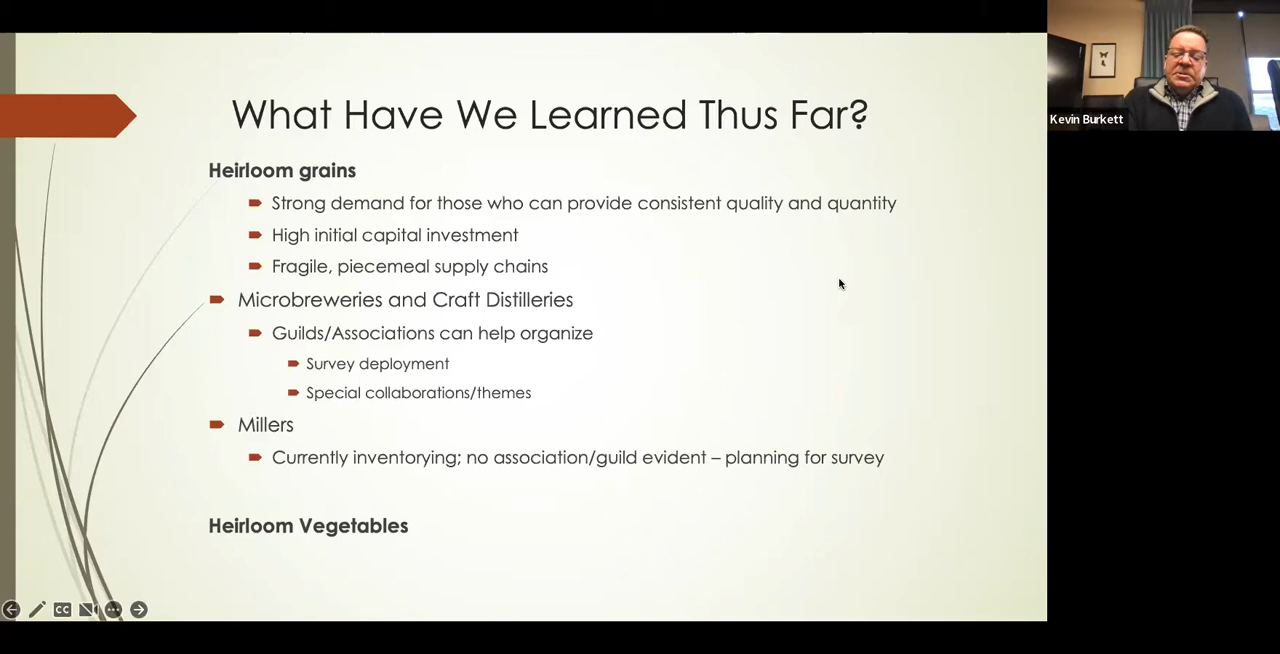 What Have We Learned Thus Far?
Kevin Burkett
Heirloom grains
Strong demand for those who can provide consistent quality and quantity
High initial capital investment
Fragile, piecemeal supply chains
Microbreweries and Craft Distilleries
Guilds/Associations can help organize
Survey deployment
Special collaborations/themes
Millers
Currently inventorying; no association/guild evident – planning for survey
Heirloom Vegetables
CC